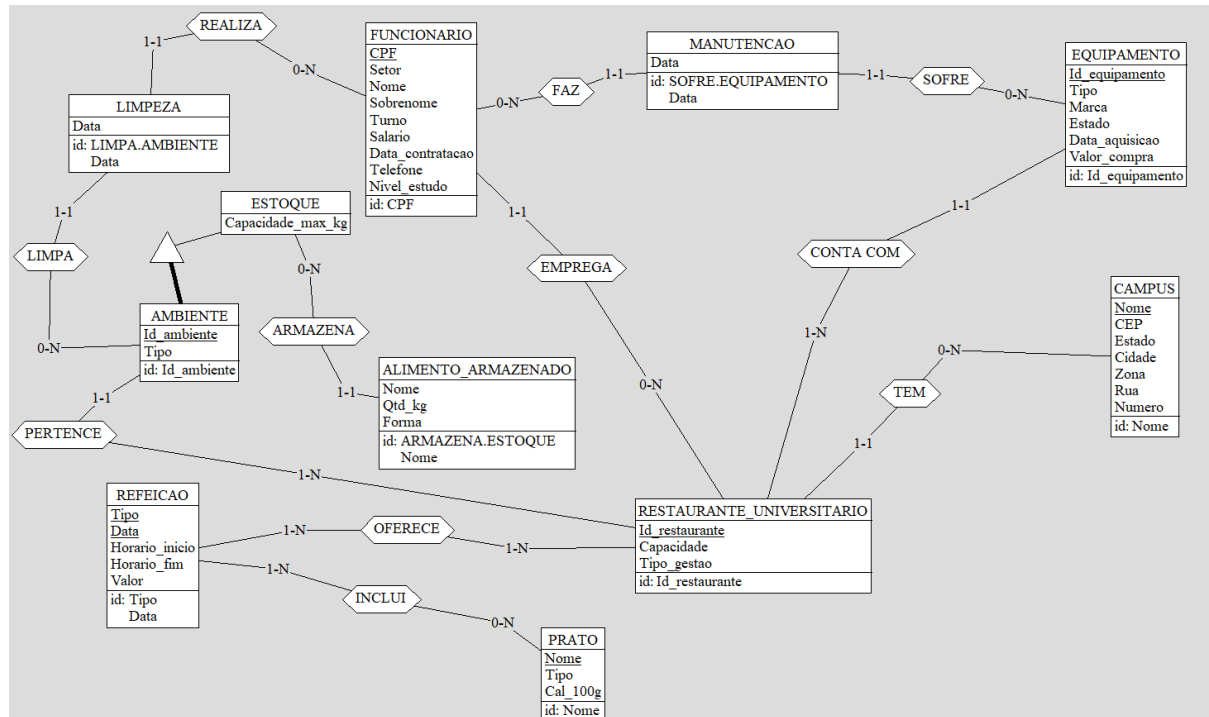 REALIZA
1-1
0-N
FUNCIONARIO
CPF
Setor
Nome
Sobrenome
Turno
Salario
Data_contratacao
Telefone
Nivel_estudo
id: CPF
0-N
FAZ
1-1
MANUTENCAO
Data
id: SOFRE.EQUIPAMENTO
Data
1-1
SOFRE
0-N
EQUIPAMENTO
Id_equipamento
Tipo
Marca
Estado
Data_aquisicao
Valor_compra
id: Id_equipamento
LIMPEZA
Data
id: LIMPA.AMBIENTE
Data
1-1
LIMPA
0-N
ESTOQUE
Capacidade_max_kg
0-N
ARMAZENA
1-1
AMBIENTE
Id_ambiente
Tipo
id: Id_ambiente
1-1
PERTENCE
1-N
ALIMENTO_ARMAZENADO
Nome
Qtd_kg
Forma
id: ARMAZENA.ESTOQUE
Nome
1-1
EMPREGA
0-N
1-1
CONTA COM
1-N
CAMPUS
Nome
CEP
Estado
Cidade
Zona
Rua
Numero
id: Nome
0-N
TEM
1-1
REFEICAO
Tipo
Data
Horario_inicio
Horario_fim
Valor
id: Tipo
Data
1-N
OFERECE
1-N
RESTAURANTE_UNIVERSITARIO
Id_restaurante
Capacidade
Tipo_gestao
id: Id_restaurante
1-N
INCLUI
0-N
PRATO
Nome
Tipo
Cal_100g
id: Nome